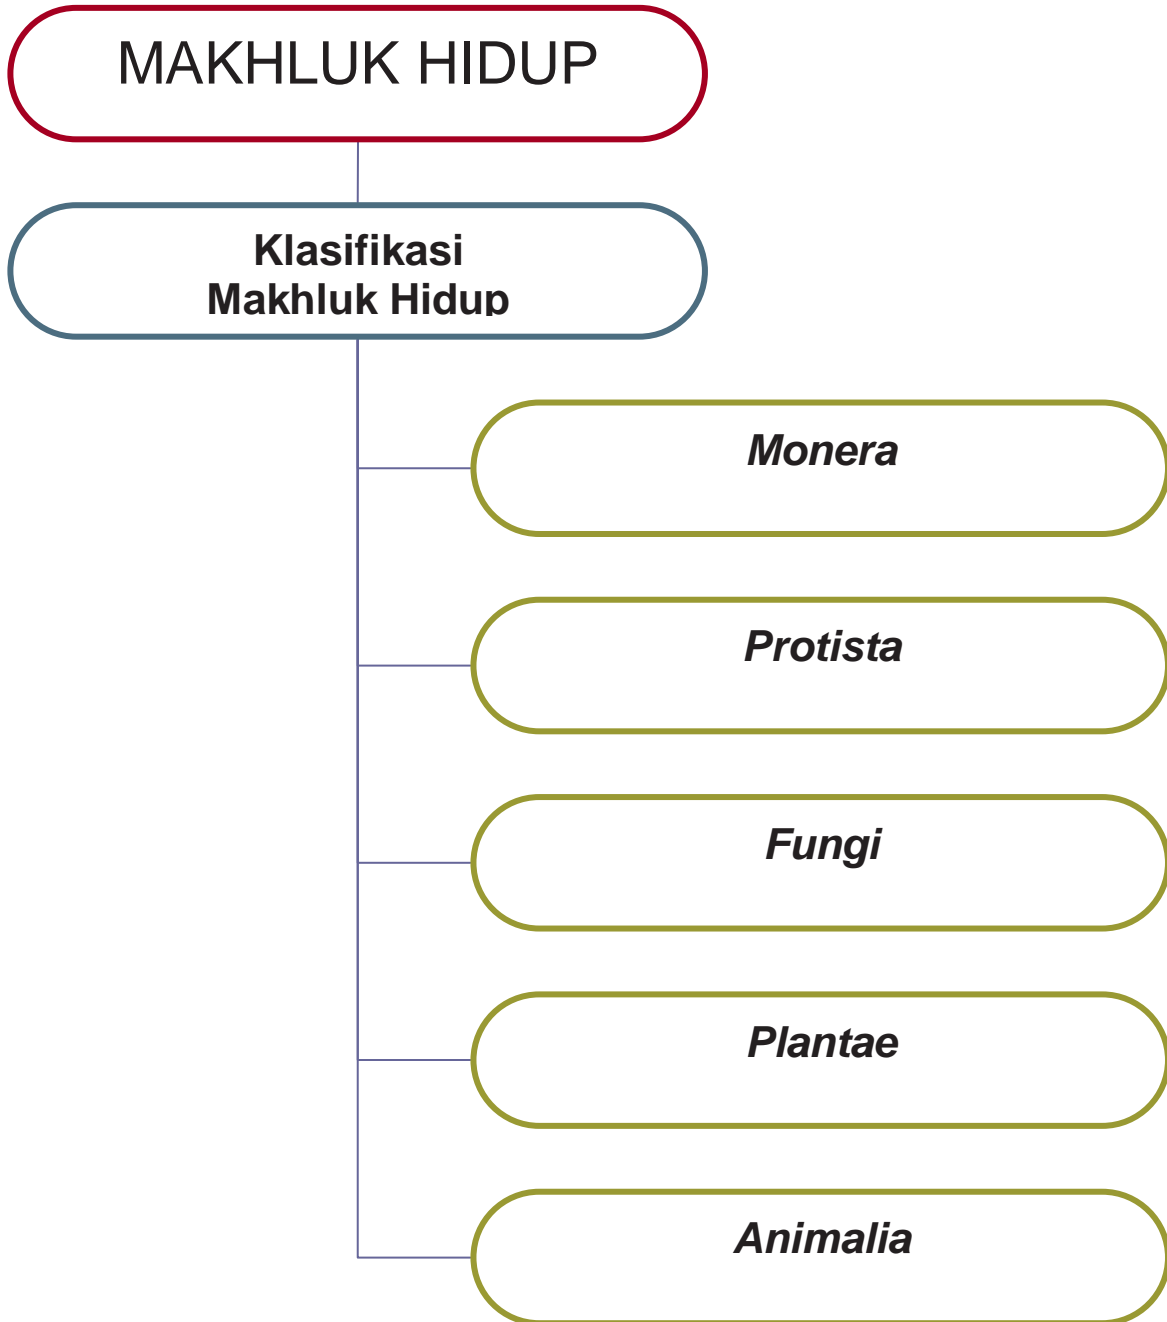 MAKHLUK HIDUP
Klasifikasi
Makhluk Hidup
Monera
Protista
Fungi
Plantae
Animalia